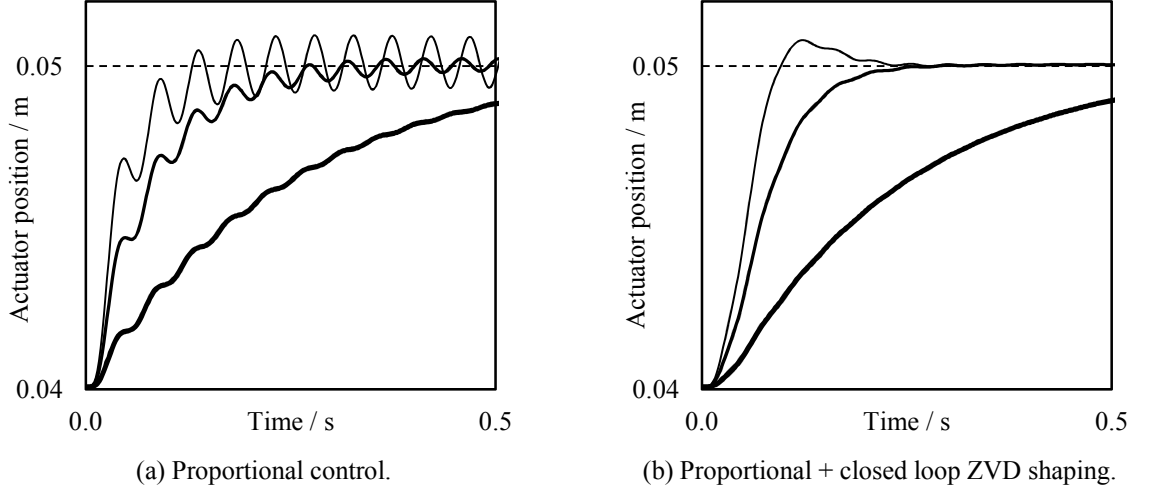 Actuator position / m
0.05
0.04
0.0
Time / s
0.5
(a) Proportional control.
Actuator position / m
0.05
0.04
0.0
Time / s
0.5
(b) Proportional + closed loop ZVD shaping.